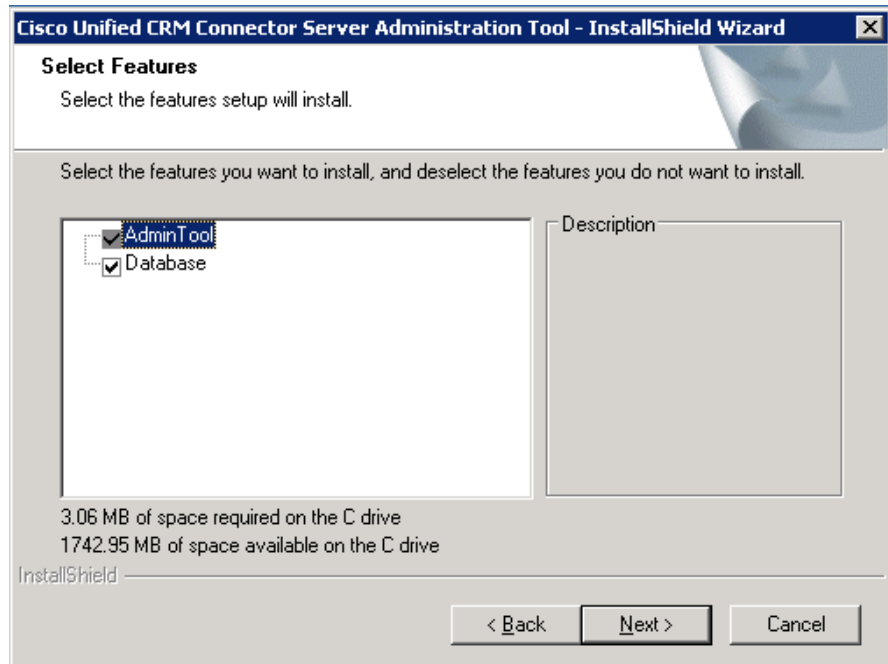 Cisco Unified CRM Connector Server Administration Tool - InstallShield Wizard
Select Features
Select the features setup will install.
Select the features you want to install, and deselect the features you do not want to install.
AdminTool
Database
Description
3.06 MB of space required on the C drive
1742.95 MB of space available on the C drive
InstallShield
< Back
Next >
Cancel